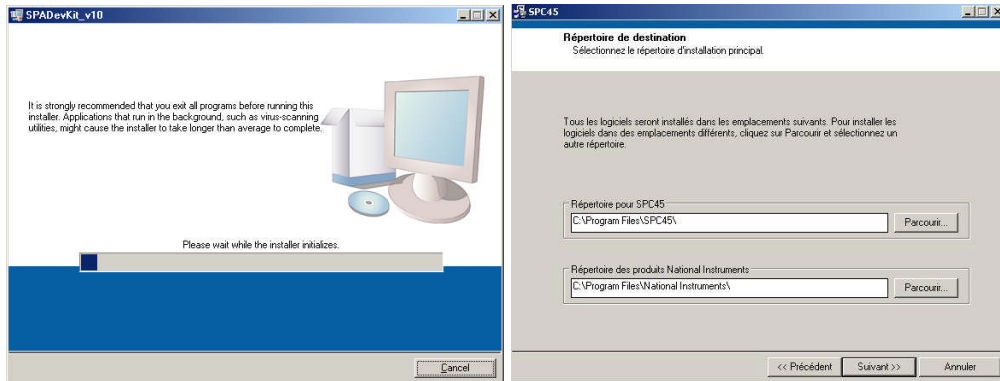 SPADevKit_v10
It is strongly recommended that you exit all programs before running this
installer. Applications that run in the background, such as virus-scanning
utilities, might cause the installer to take longer than average to complete.
Please wait while the installer initializes.
Cancel
SPC45
Répertoire de destination
Sélectionnez le répertoire d'installation principal.
Tous les logiciels seront installés dans les emplacements suivants. Pour installer les
logiciels dans des emplacements différents, cliquez sur Parcourir et sélectionnez un
autre répertoire.
Répertoire pour SPC45
C:\Program Files\SPC45\
Parcourir...
Répertoire des produits National Instruments
C:\Program Files\National Instruments\
Parcourir...
<< Précédent
Suivant >>
Annuler